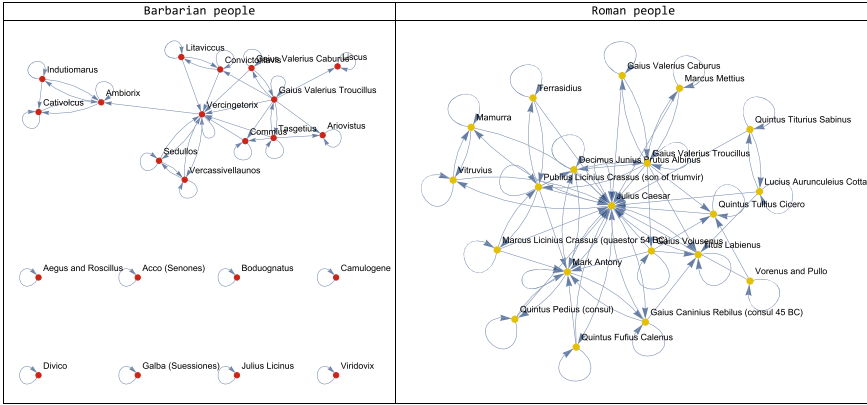 Barbarian people
Roman people
Litaviccus
Convictolitavis
Gaius Valerius Caburus
Liscus
Indutiomarus
Gaius Valerius Troucillus
Ambiorix
Cativolcus
Vercingetorix
Commius
Tasgetius
Ariovistus
Sedullos
Vercassivellaunos
Aegus and Roscillus
Acco (Senones)
Boduognatus
Camulogene
Divico
Galba (Suessiones)
Julius Licinus
Viridovix
Gaius Valerius Caburus
Marcus Mettius
Terrasidius
Mamurra
Quintus Titurius Sabinus
Decimus Junius Brutus Albinus
Gaius Valerius Troucillus
Vitruvius
Publius Licinius Crassus (son of triumvir)
Lucius Aurunculeius Cotta
Julius Caesar
Quintus Tullius Cicero
Marcus Licinius Crassus (quaestor 54 BC)
Gaius Volusenus
Titus Labienus
Mark Antony
Vorenus and Pullo
Quintus Pedius (consul)
Gaius Caninius Rebilus (consul 45 BC)
Quintus Fufius Calenus